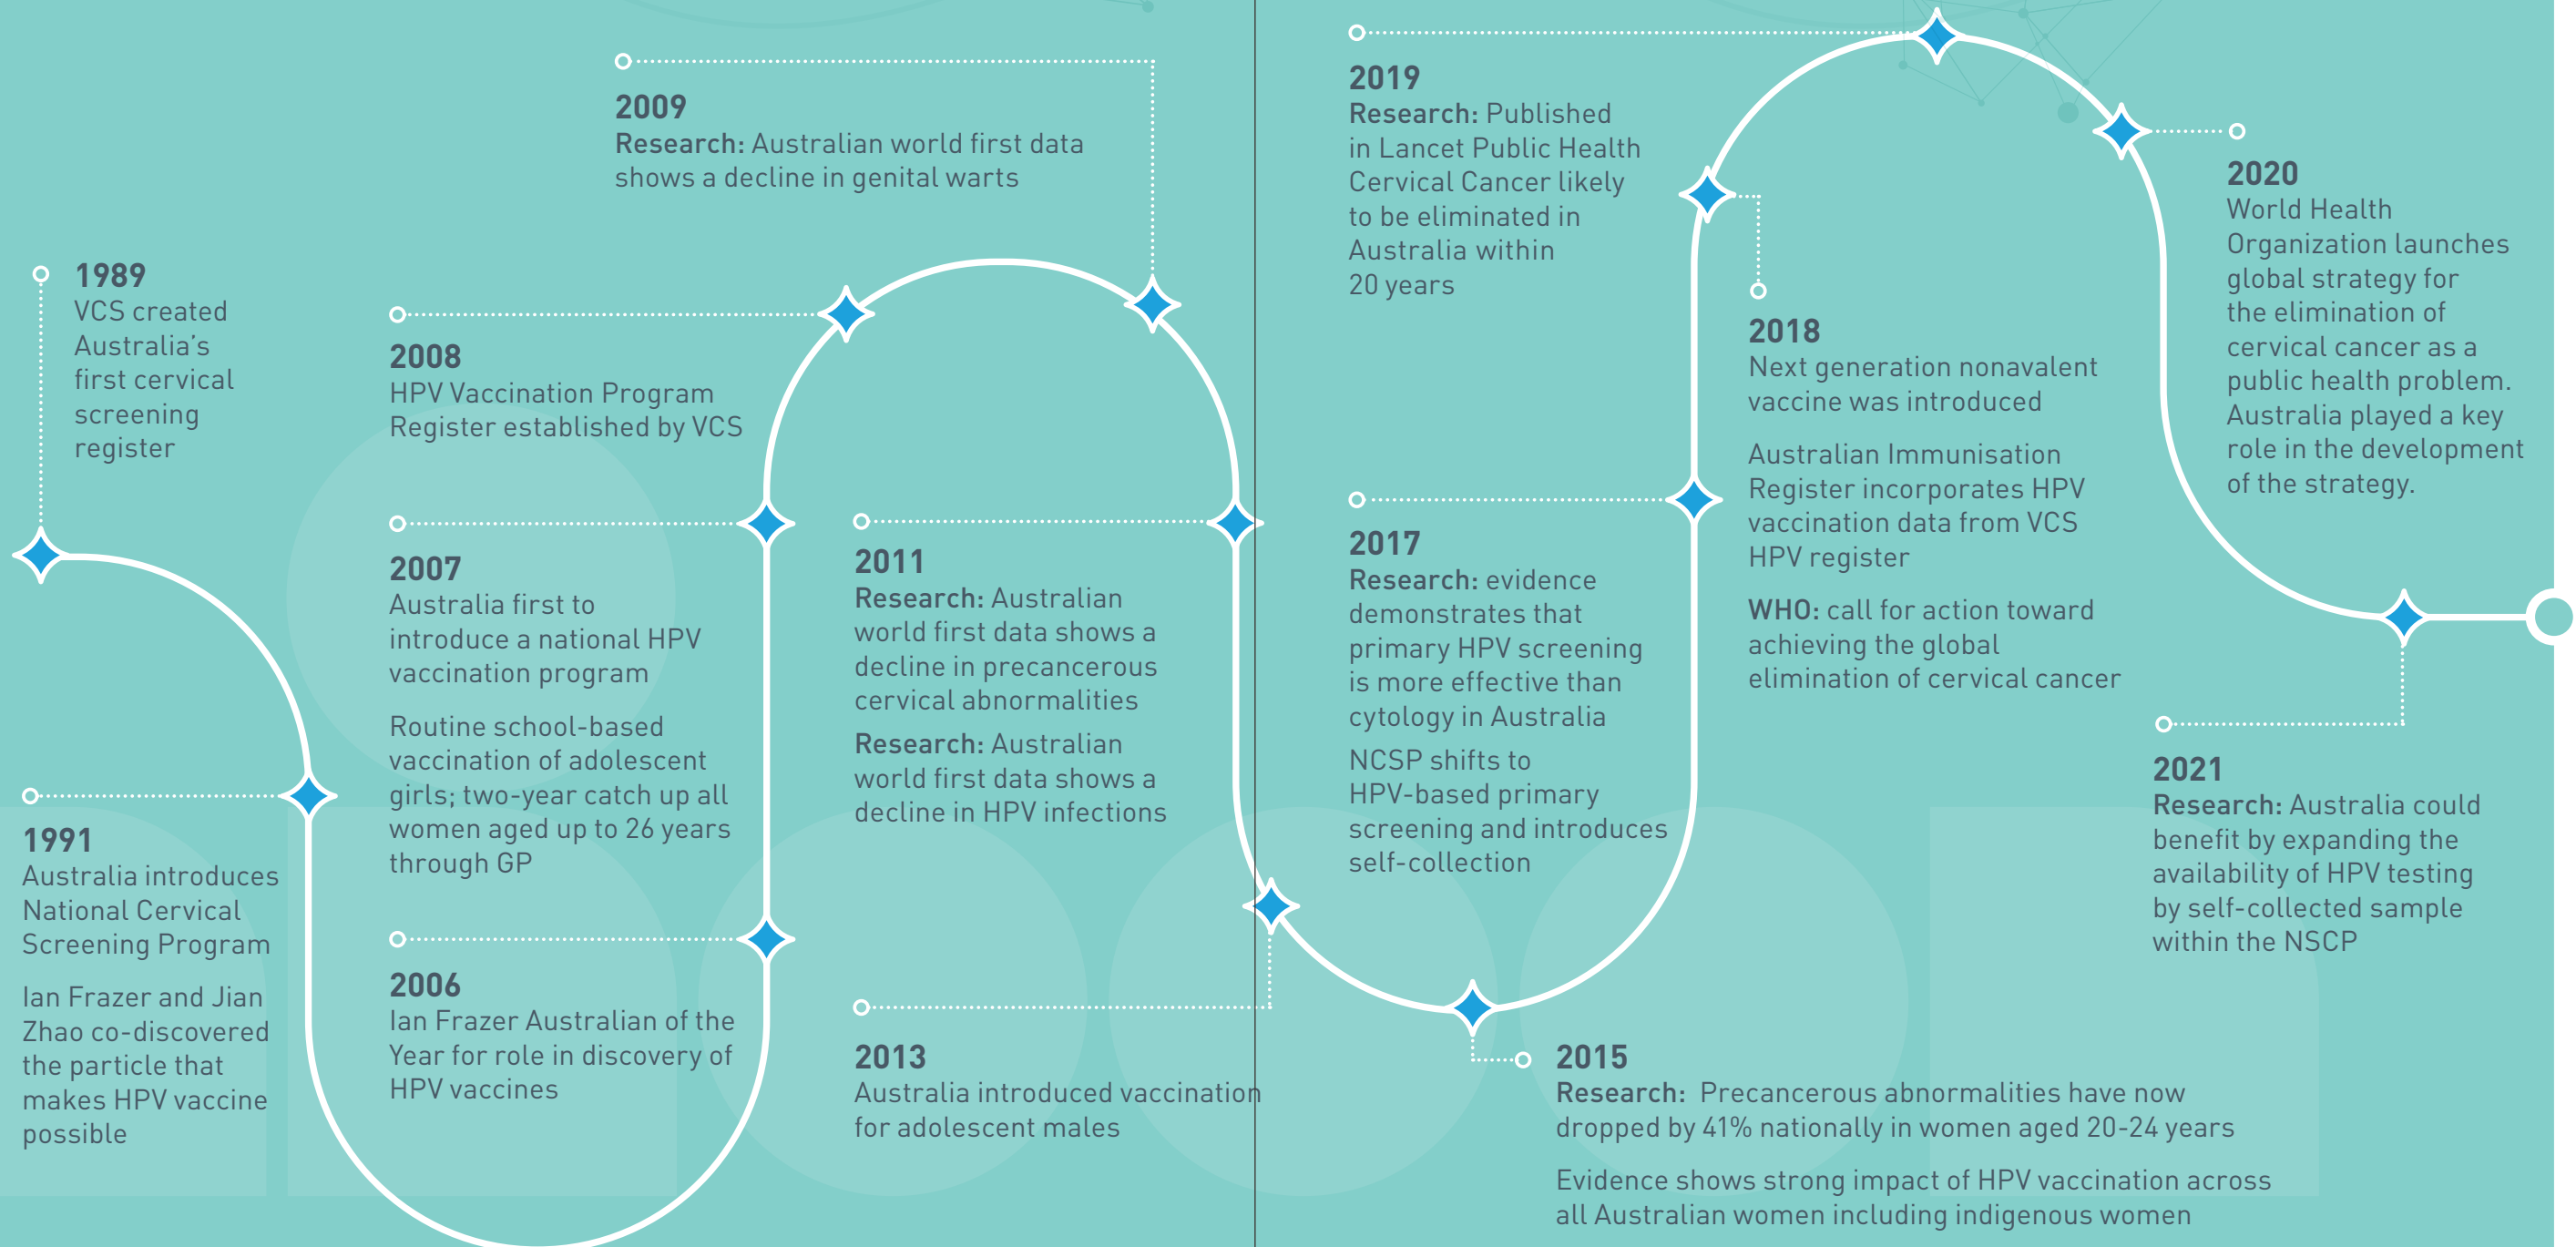 1989
VCS created
Australia’s
first cervical
screening
register
1991
Australia introduces
National Cervical
Screening Program
Ian Frazer and Jian
Zhao co-discovered
the particle that
makes HPV vaccine
possible
2006
Ian Frazer Australian of the
Year for role in discovery of
HPV vaccines
2007
Australia first to
introduce a national HPV
vaccination program
Routine school-based
vaccination of adolescent
girls; two-year catch up all
women aged up to 26 years
through GP
2008
HPV Vaccination Program
Register established by VCS
2009
Research: Australian world first data
shows a decline in genital warts
2011
Research: Australian
world first data shows a
decline in precancerous
cervical abnormalities
Research: Australian
world first data shows a
decline in HPV infections
2013
Australia introduced vaccination
for adolescent males
2015
Research: Precancerous abnormalities have now
dropped by 41% nationally in women aged 20-24 years
Evidence shows strong impact of HPV vaccination across
all Australian women including indigenous women
2017
Research: evidence
demonstrates that
primary HPV screening
is more effective than
cytology in Australia
NCSP shifts to
HPV-based primary
screening and introduces
self-collection
2018
Next generation nonavalent
vaccine was introduced
Australian Immunisation
Register incorporates HPV
vaccination data from VCS
HPV register
WHO: call for action toward
achieving the global
elimination of cervical cancer
2019
Research: Published
in Lancet Public Health
Cervical Cancer likely
to be eliminated in
Australia within
20 years
2020
World Health
Organization launches
global strategy for
the elimination of
cervical cancer as a
public health problem.
Australia played a key
role in the development
of the strategy.
2021
Research: Australia could
benefit by expanding the
availability of HPV testing
by self-collected sample
within the NSCP